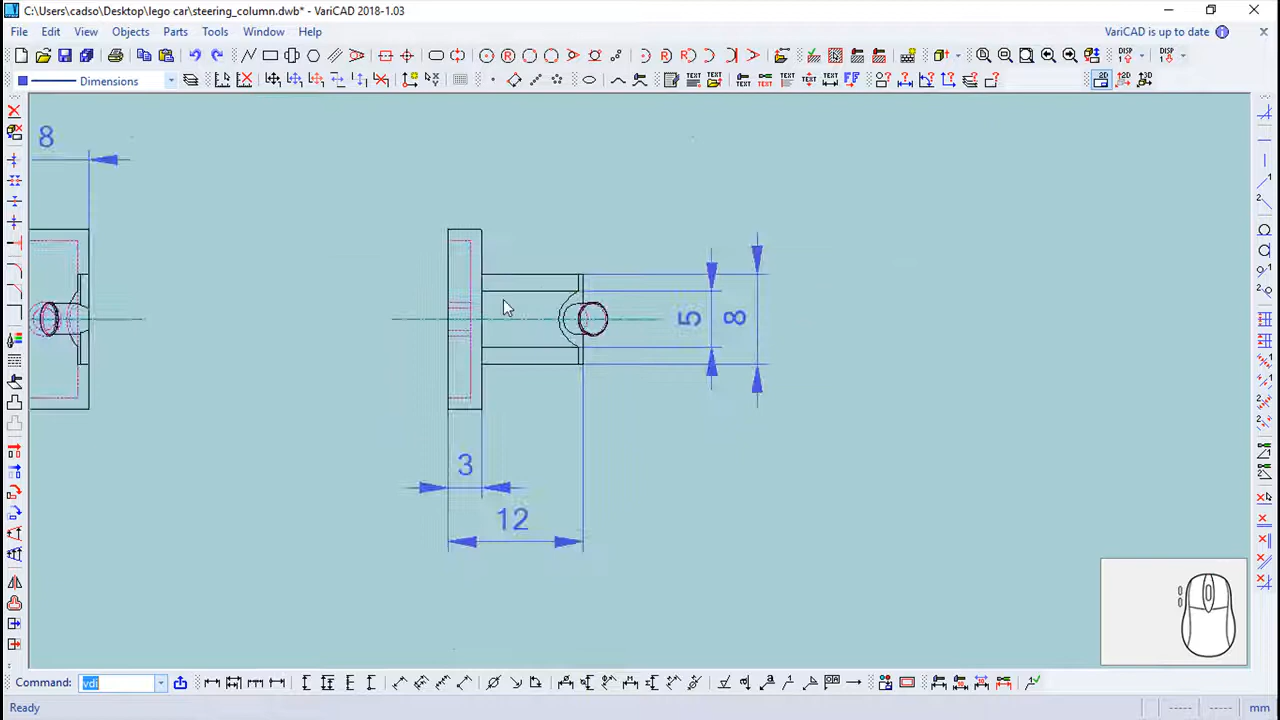 C:\Users\cadso\Desktop\lego car\steering_column.dwb* - VariCAD 2018-1.03
File Edit View Objects Parts Tools Window Help
VariCAD is up to date
Dimensions
8
5
8
3
12
Command: vdi
Ready
mm